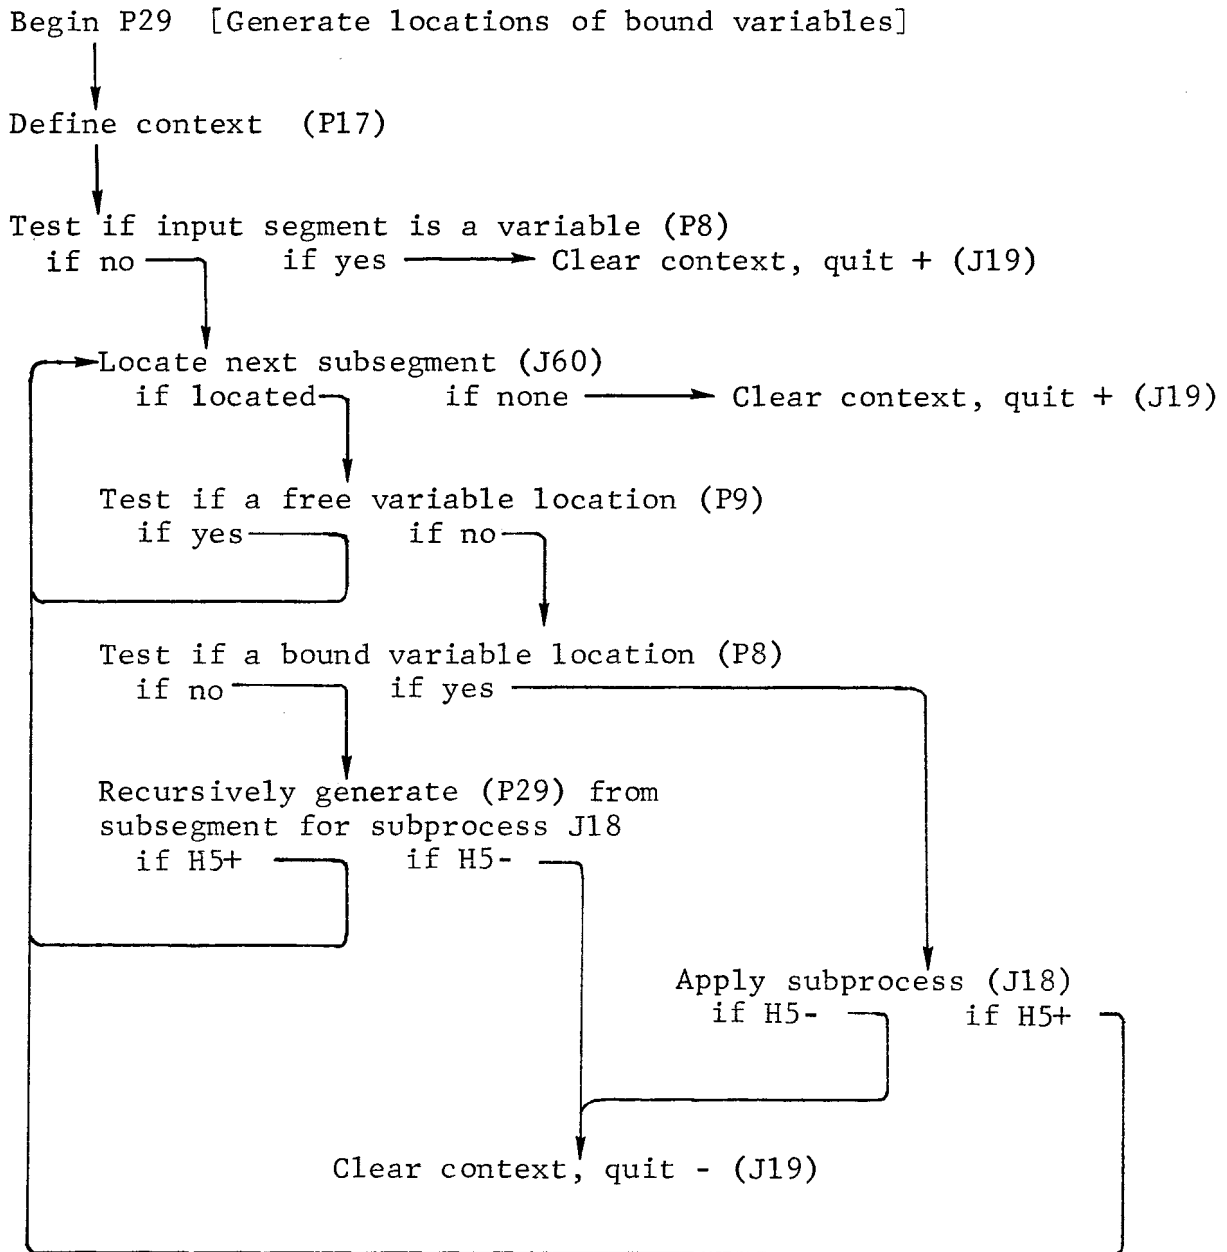 Begin P29 [Generate locations of bound variables]
Define context (P17)
Test if input segment is a variable (P8)
if no if yes Clear context, quit + (J19)
Locate next subsegment (J60)
if located if none Clear context, quit + (J19)
Test if a free variable location (P9)
if yes if no
Test if a bound variable location (P8)
if no if yes
Recursively generate (P29) from
subsegment for subprocess J18
if H5+ if H5-
Apply subprocess (J18)
if H5- if H5+
Clear context, quit - (J19)